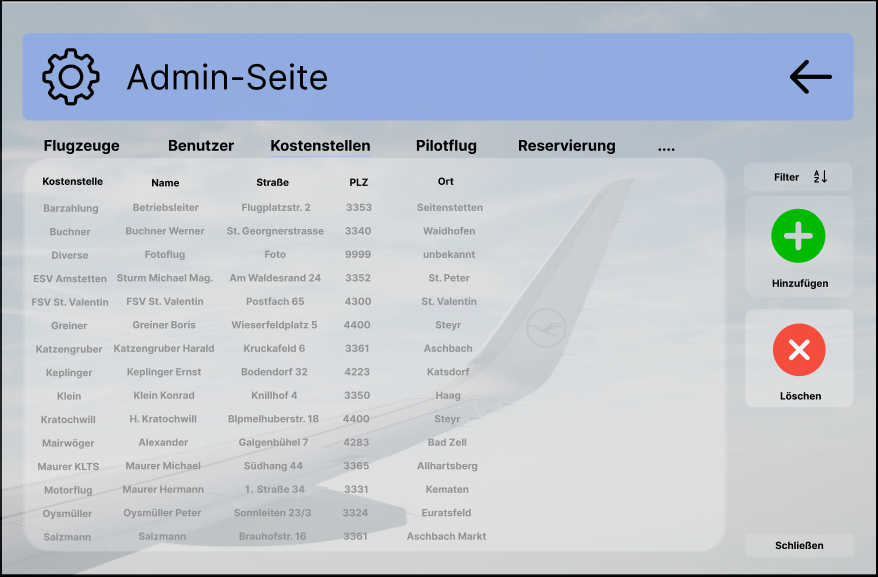 Admin-Seite
Flugzeuge Benutzer Kostenstellen Pilotflug Reservierung ....
Kostenstelle Name Straße PLZ Ort
Barzahlung Betriebsleiter Flugplatzstr. 2 3353 Seitenstetten
Buchner Buchner Werner St. Georgnerstrasse 3340 Waidhofen
Diverse Fotoflug Foto 9999 unbekannt
ESV Amstetten Sturm Michael Mag. Am Waldesrand 24 3352 St. Peter
FSV St. Valentin FSV St. Valentin Postfach 65 4300 St. Valentin
Greiner Greiner Boris Wieserfeldplatz 5 4400 Steyr
Katzengruber Katzengruber Harald Kruckafeld 6 3361 Aschbach
Keplinger Keplinger Ernst Bodendorf 32 4223 Katsdorf
Klein Klein Konrad Knillhof 4 3350 Haag
Kratochwill H. Kratochwill Blpmelhuberstr. 18 4400 Steyr
Mairwöger Alexander Galgenbühel 7 4283 Bad Zell
Maurer KLTS Maurer Michael Südhang 44 3365 Allhartsberg
Motorflug Maurer Hermann 1. Straße 34 3331 Kematen
Oysmüller Oysmüller Peter Sonnleiten 23/3 3324 Euratsfeld
Salzmann Salzmann Brauhofstr. 16 3361 Aschbach Markt
Filter A Z
Hinzufügen
Löschen
Schließen